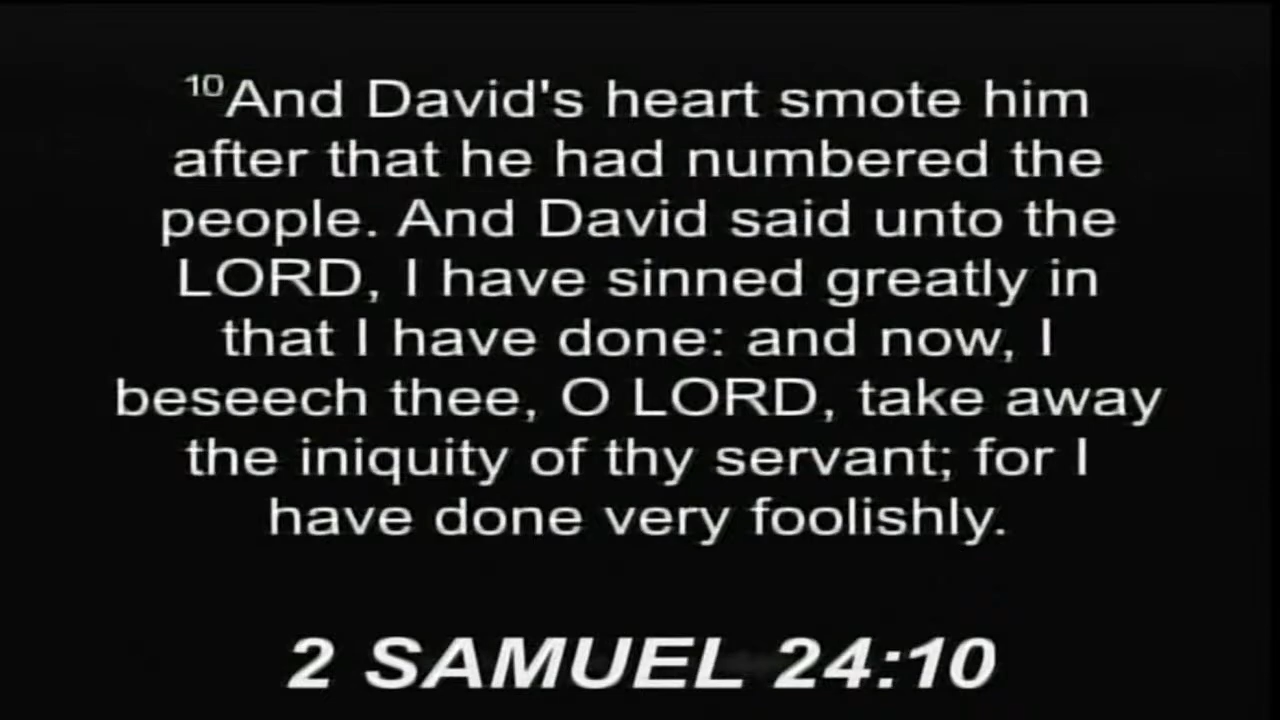 10And David's heart smote him
after that he had numbered the
people. And David said unto the
LORD, I have sinned greatly in
that I have done: and now, I
beseech thee, O LORD, take away
the iniquity of thy servant; for I
have done very foolishly.
2 SAMUEL 24:10